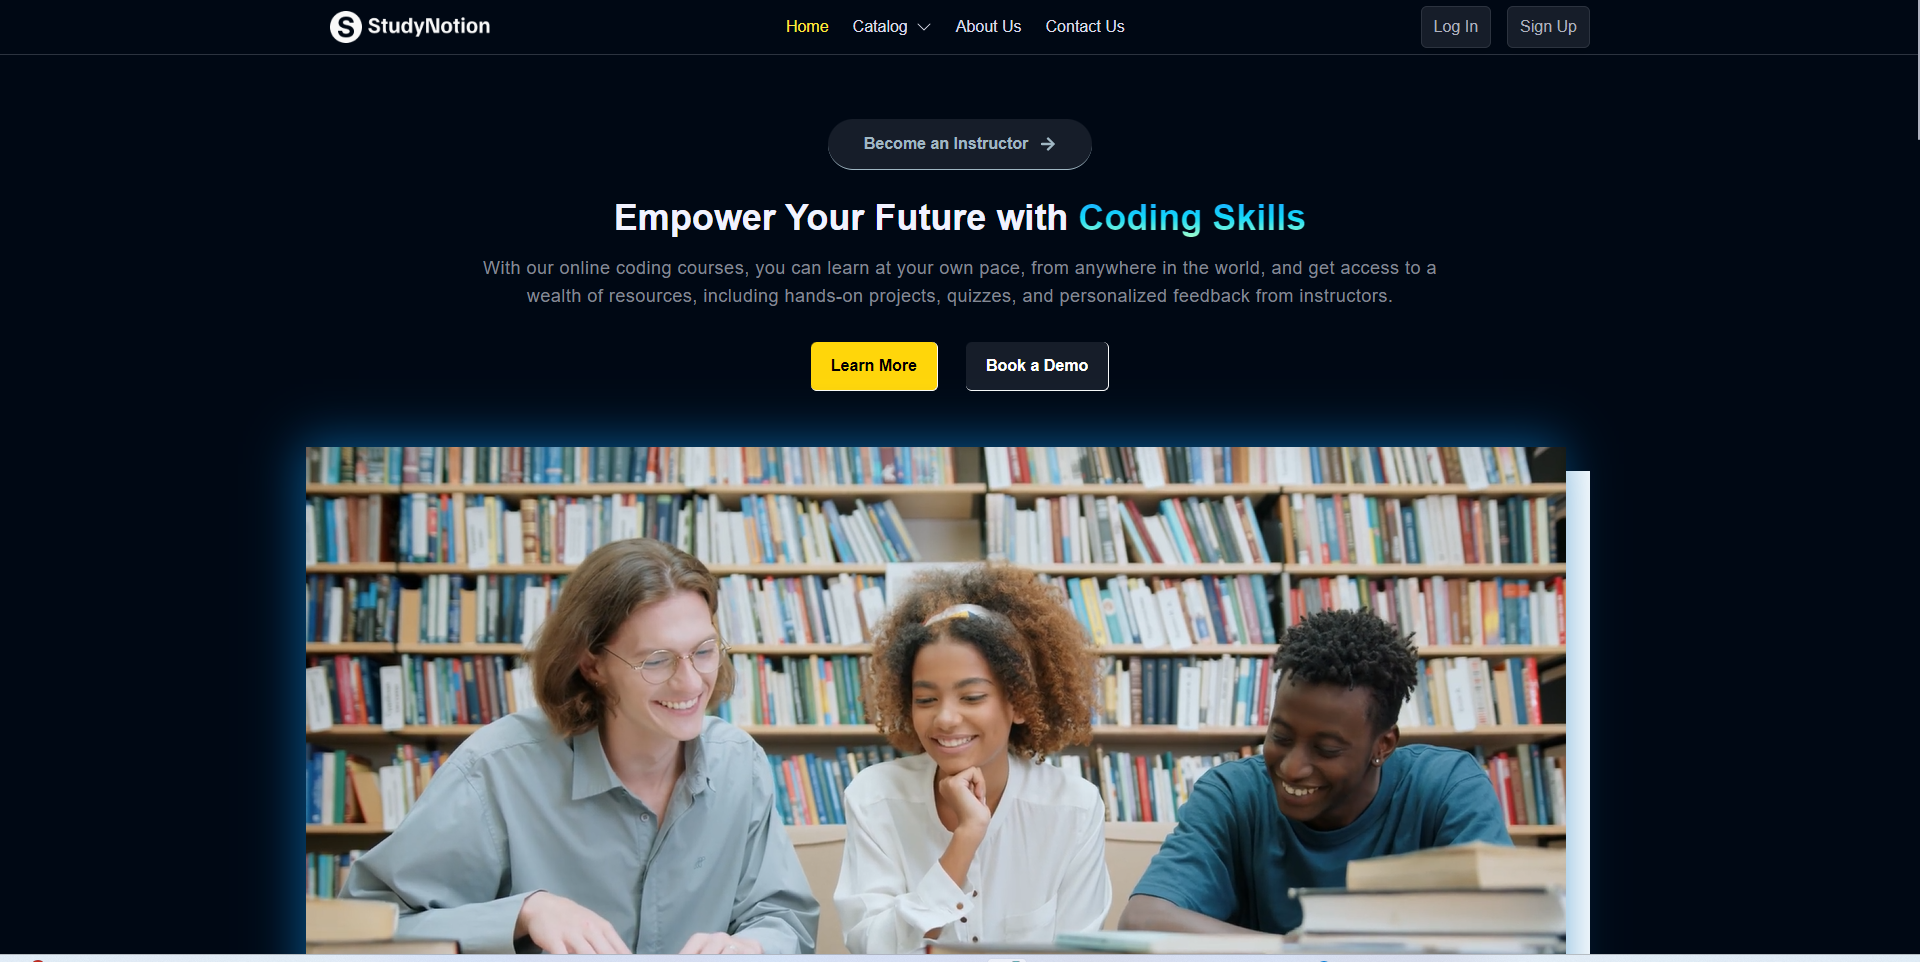 S StudyNotion
Home Catalog About Us Contact Us
Log In Sign Up
Become an Instructor
Empower Your Future with Coding Skills
With our online coding courses, you can learn at your own pace, from anywhere in the world, and get access to a
wealth of resources, including hands-on projects, quizzes, and personalized feedback from instructors.
Learn More Book a Demo